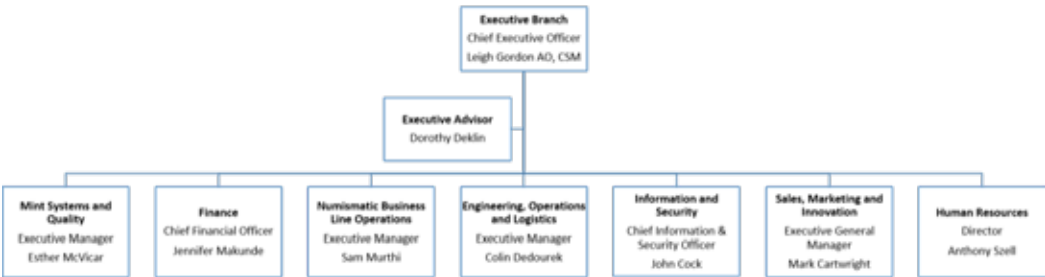 Executive Branch
Chief Executive Officer
Leigh Gordon AO, CSM
Executive Advisor
Dorothy Deklin
Mint Systems and
Quality
Executive Manager
Esther McVicar
Finance
Chief Financial Officer
Jennifer Makunde
Numismatic Business
Line Operations
Executive Manager
Sam Murthi
Engineering, Operations
and Logistics
Executive Manager
Colin Dedourek
Information and
Security
Chief Information &
Security Officer
John Cock
Sales, Marketing and
Innovation
Executive General
Manager
Mark Cartwright
Human Resources
Director
Anthony Szell